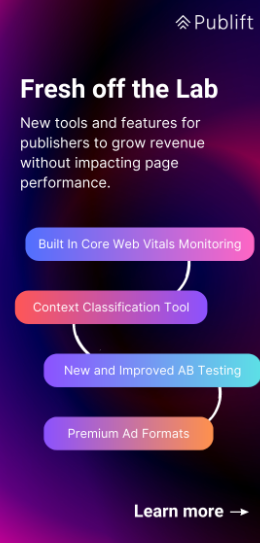 Publift
Fresh off the Lab
New tools and features for
publishers to grow revenue
without impacting page
performance.
Built In Core Web Vitals Monitoring
Context Classification Tool
New and Improved AB Testing
Premium Ad Formats
Learn more →